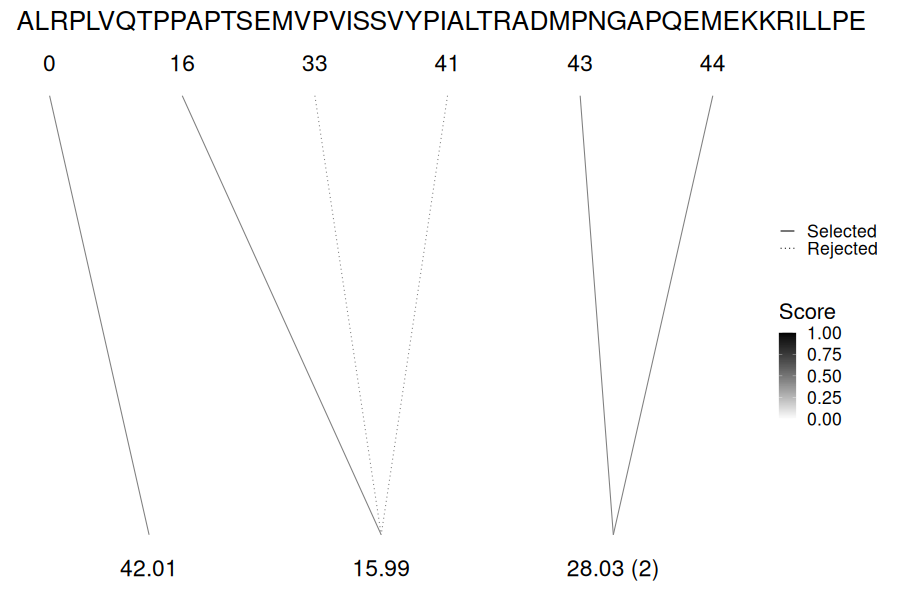 ALRPLVQTPPAPTSEMVPVISSVYPIALTRADMPNGAPQEMEKKRILLPE
0 16 33 41 43 44
Selected
Rejected
Score
1.00
0.75
0.50
0.25
0.00
42.01 15.99 28.03 (2)